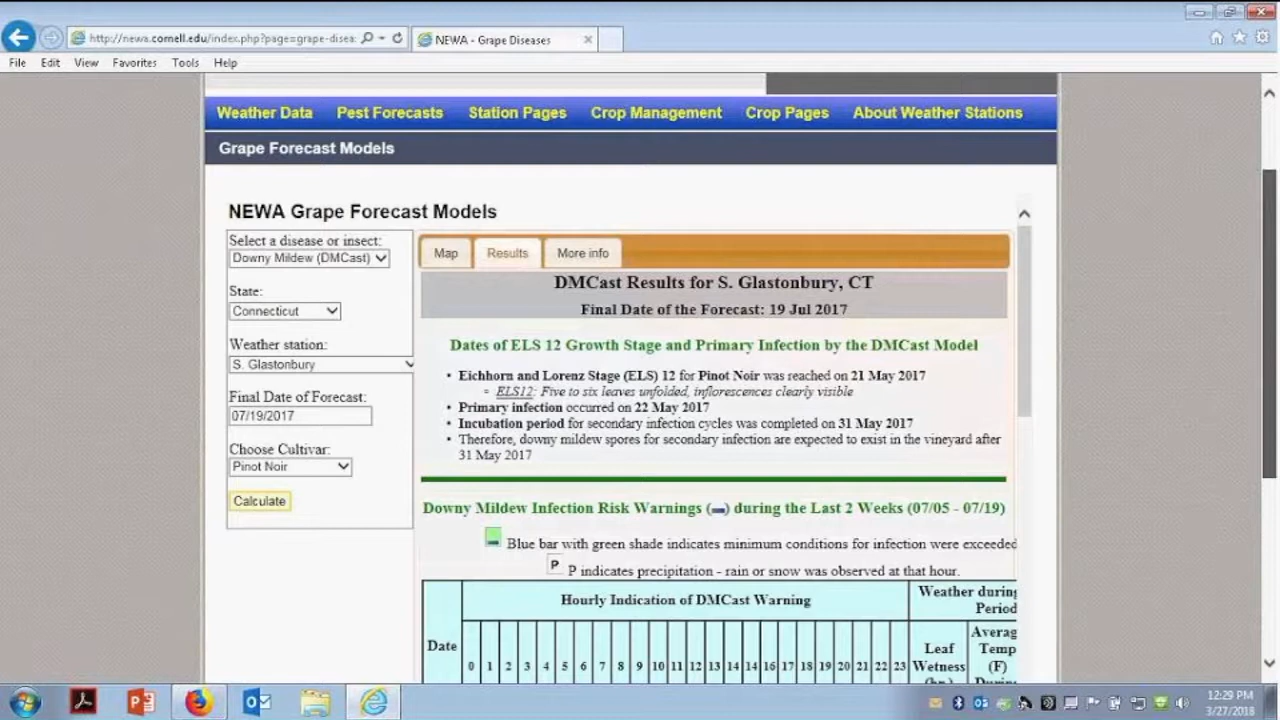 http://newa.cornell.edu/index.php?page=grape-disea:
NEWA - Grape Diseases
File Edit View Favorites Tools Help
Weather Data Pest Forecasts Station Pages Crop Management Crop Pages About Weather Stations
Grape Forecast Models
NEWA Grape Forecast Models
Select a disease or insect:
Downy Mildew (DMCast)
State:
Connecticut
Weather station:
S. Glastonbury
Final Date of Forecast:
07/19/2017
Choose Cultivar:
Pinot Noir
Calculate
Map Results More info
DMCast Results for S. Glastonbury, CT
Final Date of the Forecast: 19 Jul 2017
Dates of ELS 12 Growth Stage and Primary Infection by the DMCast Model
• Eichhorn and Lorenz Stage (ELS) 12 for Pinot Noir was reached on 21 May 2017
ELS12: Five to six leaves unfolded, inflorescences clearly visible
• Primary infection occurred on 22 May 2017
• Incubation period for secondary infection cycles was completed on 31 May 2017
• Therefore, downy mildew spores for secondary infection are expected to exist in the vineyard after
31 May 2017
Downy Mildew Infection Risk Warnings ( ) during the Last 2 Weeks (07/05 - 07/19)
Blue bar with green shade indicates minimum conditions for infection were exceeded
P P indicates precipitation - rain or snow was observed at that hour.
Hourly Indication of DMCast Warning
Weather during
Period
Date
0 1 2 3 4 5 6 7 8 9 10 11 12 13 14 14 16 17 18 19 20 21 22 23
Leaf
Wetness
Averag
Temp
(F)
12:29 PM
3/27/2018